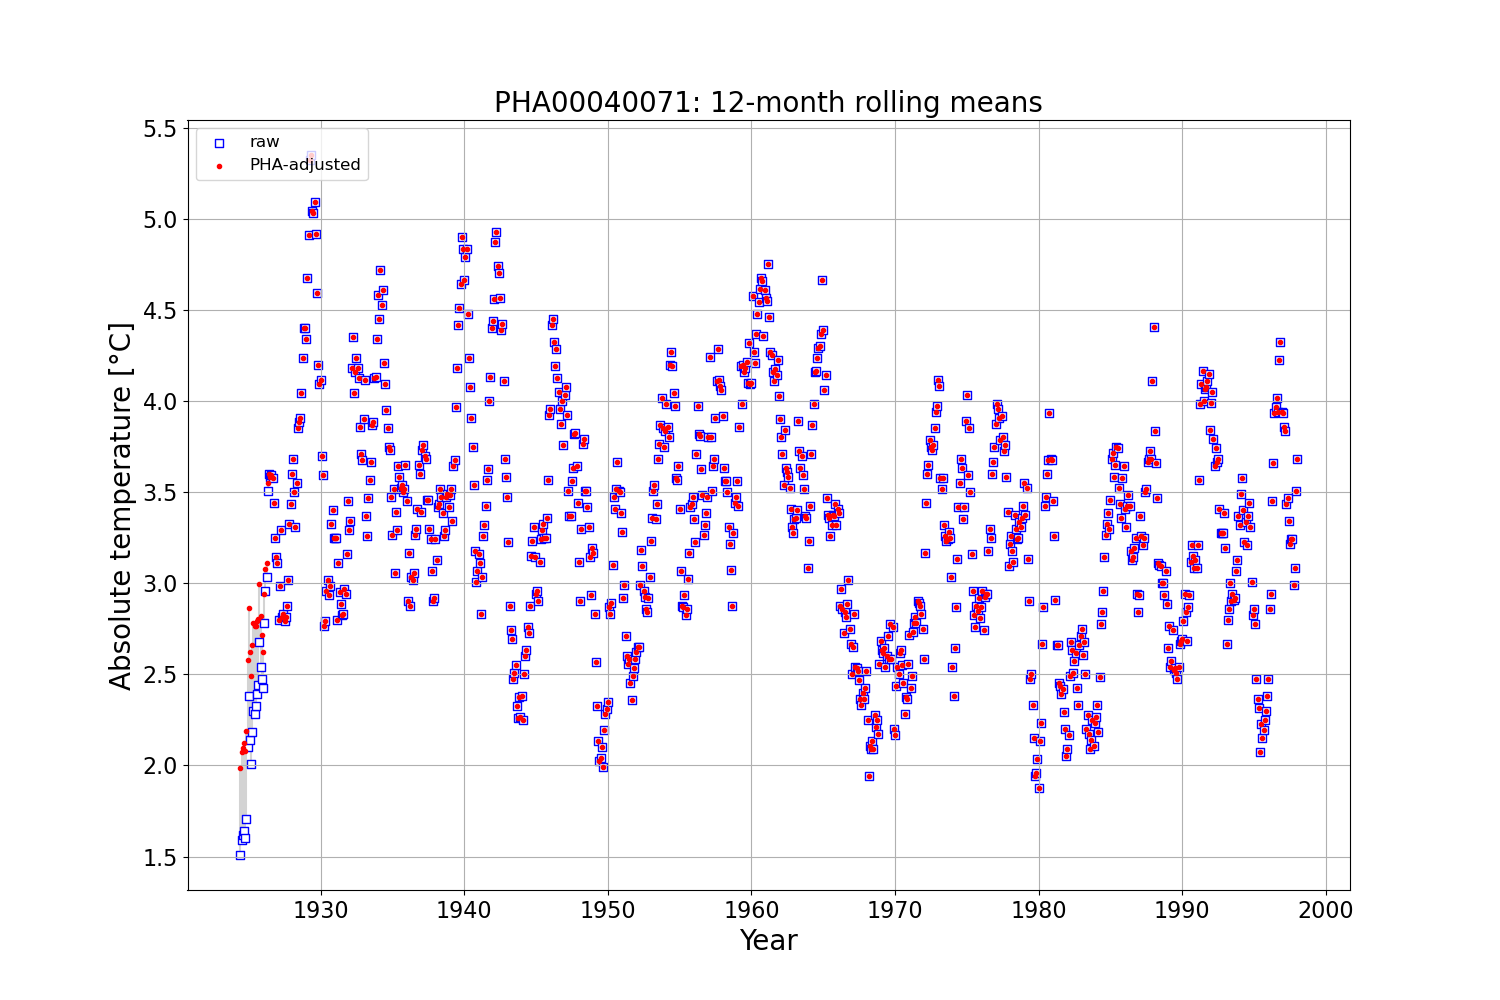 PHA00040071: 12-month rolling means
raw
PHA-adjusted
Absolute temperature [°C]
5.5
5.0
4.5
4.0
3.5
3.0
2.5
2.0
1.5
1930 1940 1950 1960 1970 1980 1990 2000
Year